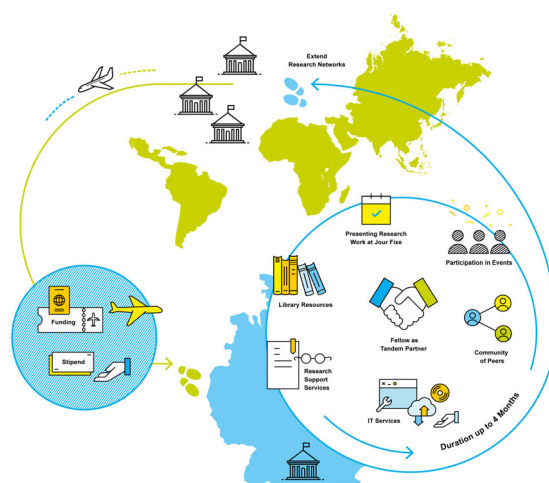 Extend
Research Networks
Presenting Research
Work at Jour Fixe
Participation in Events
Library Resources
Funding
Fellow as
Tandem Partner
Community
of Peers
Stipend
Research
Support
Services
IT Services
Duration up to 4 Months